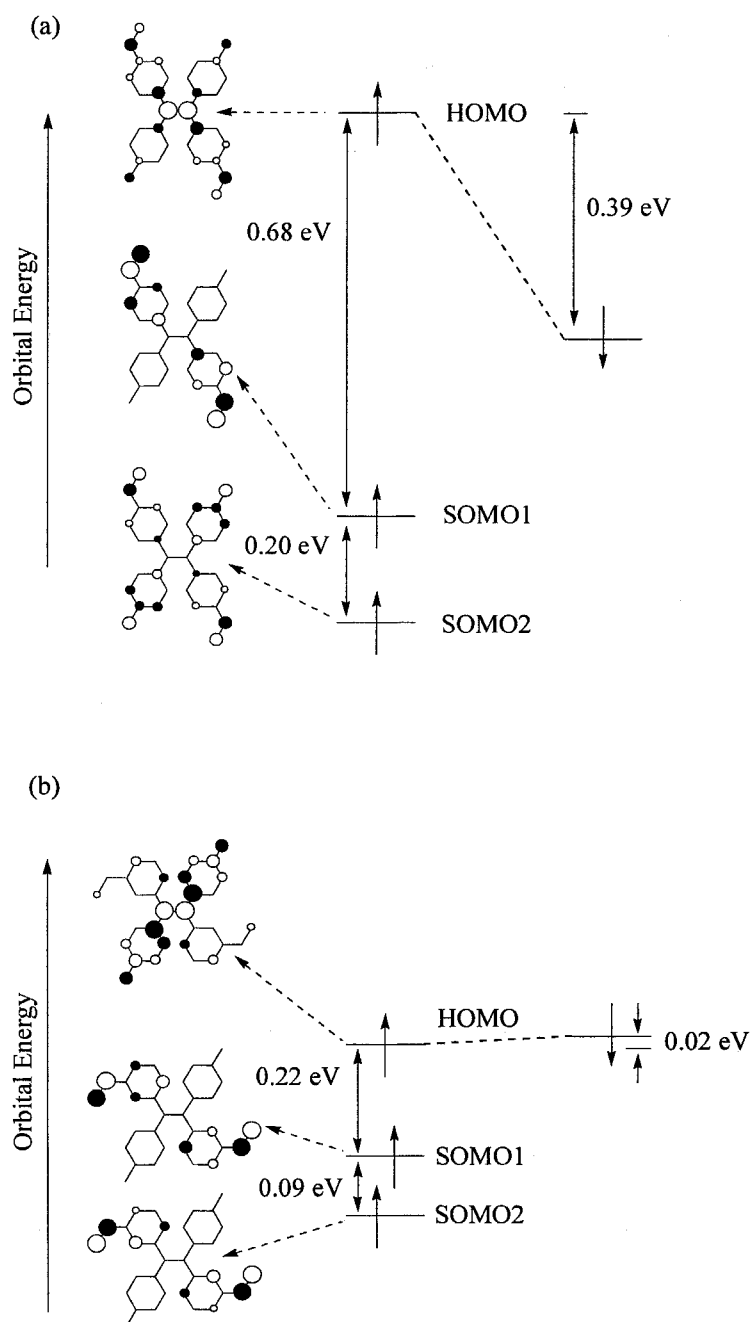 (a)
HOMO
0.39 eV
0.68 eV
Orbital Energy
SOMO1
0.20 eV
SOMO2
(b)
HOMO
0.02 eV
0.22 eV
Orbital Energy
SOMO1
0.09 eV
SOMO2